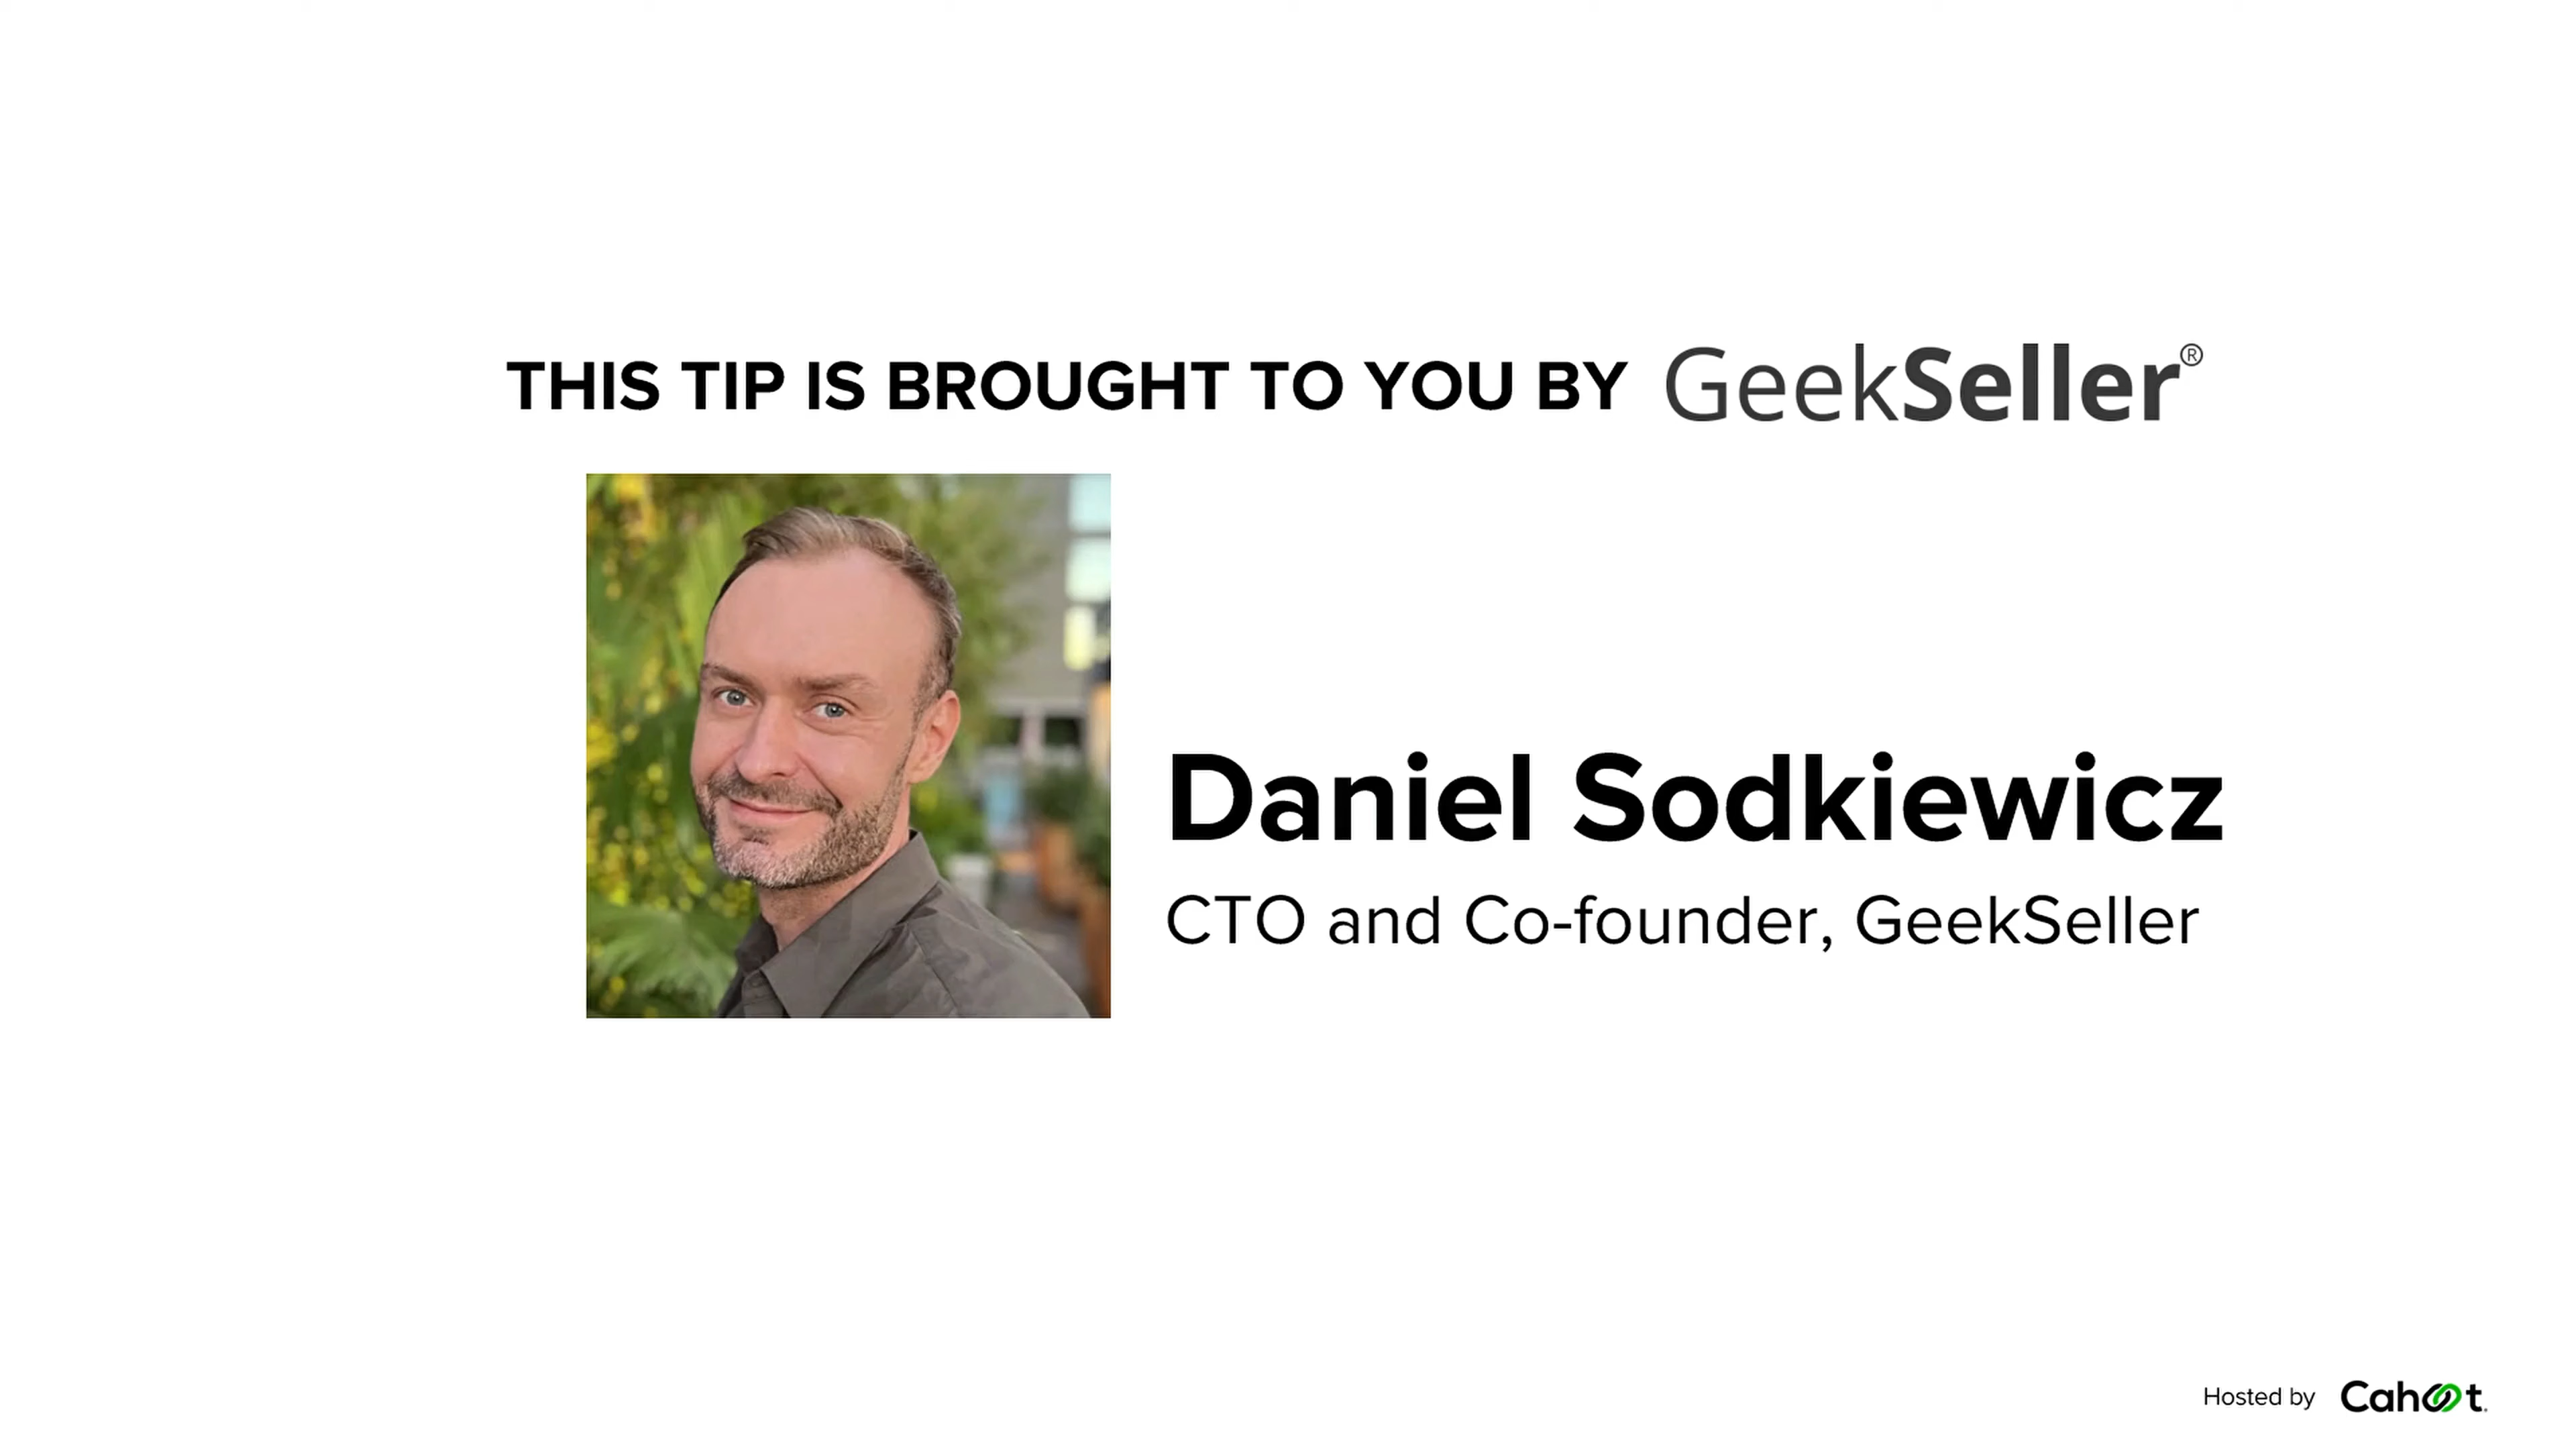 THIS TIP IS BROUGHT TO YOU BY GeekSeller®
Daniel Sodkiewicz
CTO and Co-founder, GeekSeller
Hosted by Cahoot.